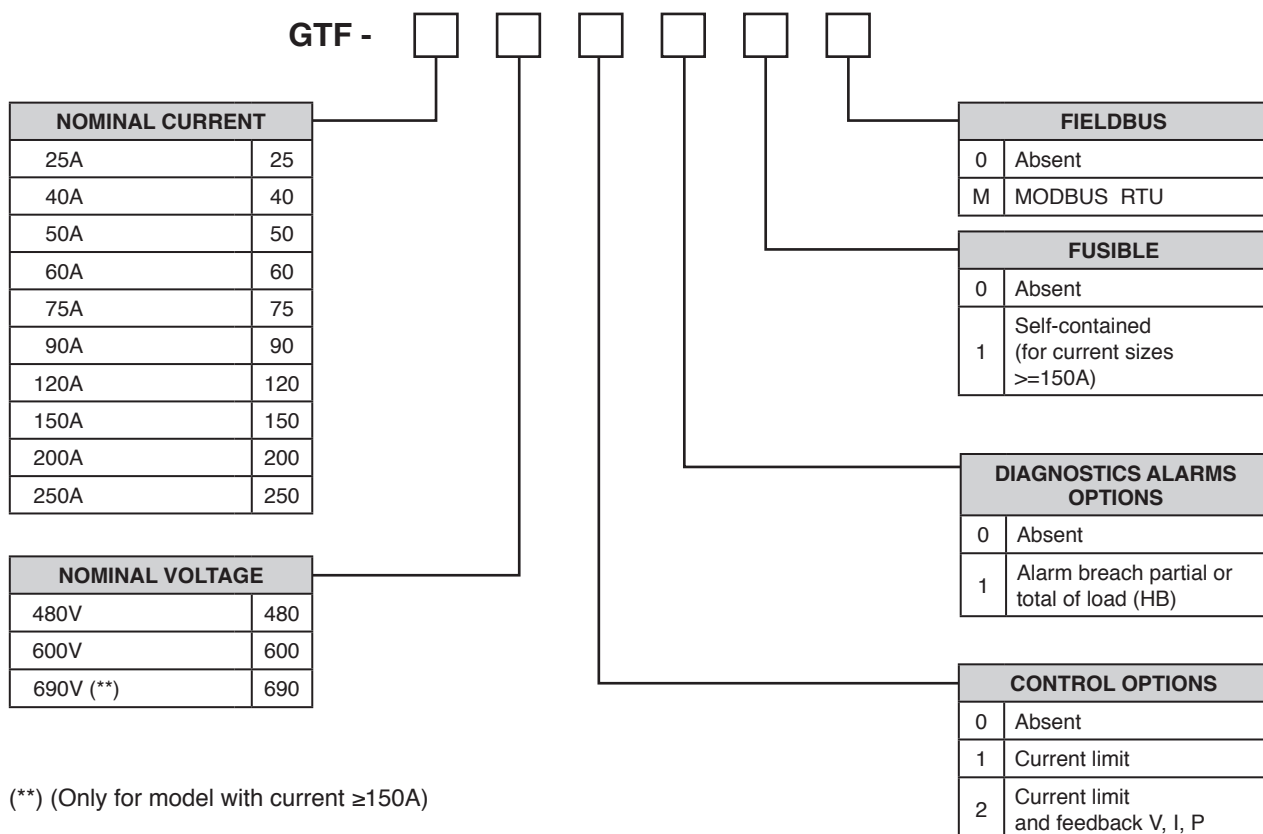 GTF -
NOMINAL CURRENT
25A 25
40A 40
50A 50
60A 60
75A 75
90A 90
120A 120
150A 150
200A 200
250A 250
NOMINAL VOLTAGE
480V 480
600V 600
690V (**) 690
(**) (Only for model with current ≥150A)
FIELDBUS
0 Absent
M MODBUS RTU
FUSIBLE
0 Absent
1 Self-contained
(for current sizes
>=150A)
DIAGNOSTICS ALARMS
OPTIONS
0 Absent
1 Alarm breach partial or
total of load (HB)
CONTROL OPTIONS
0 Absent
1 Current limit
2 Current limit
and feedback V, I, P